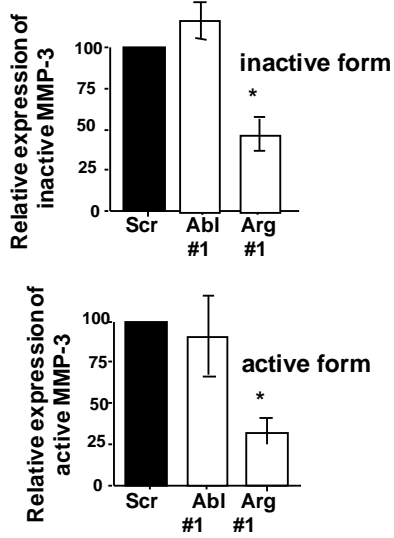 Relative expression of
inactive MMP-3
100
75
50
25
0
inactive form
*
Scr Abl Arg
#1 #1
Relative expression of
active MMP-3
100
75
50
25
0
active form
*
Scr Abl Arg
#1 #1